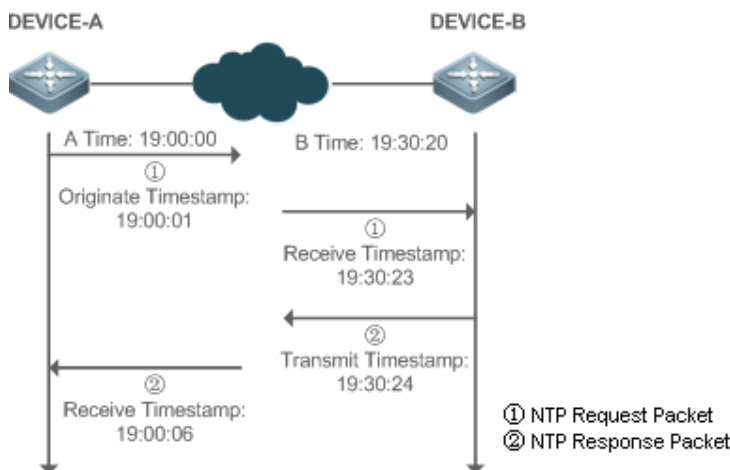 DEVICE-A
DEVICE-B
A Time: 19:00:00
B Time: 19:30:20
①
Originate Timestamp:
19:00:01
①
Receive Timestamp:
19:30:23
②
Transmit Timestamp:
19:30:24
②
Receive Timestamp:
19:00:06
① NTP Request Packet
② NTP Response Packet